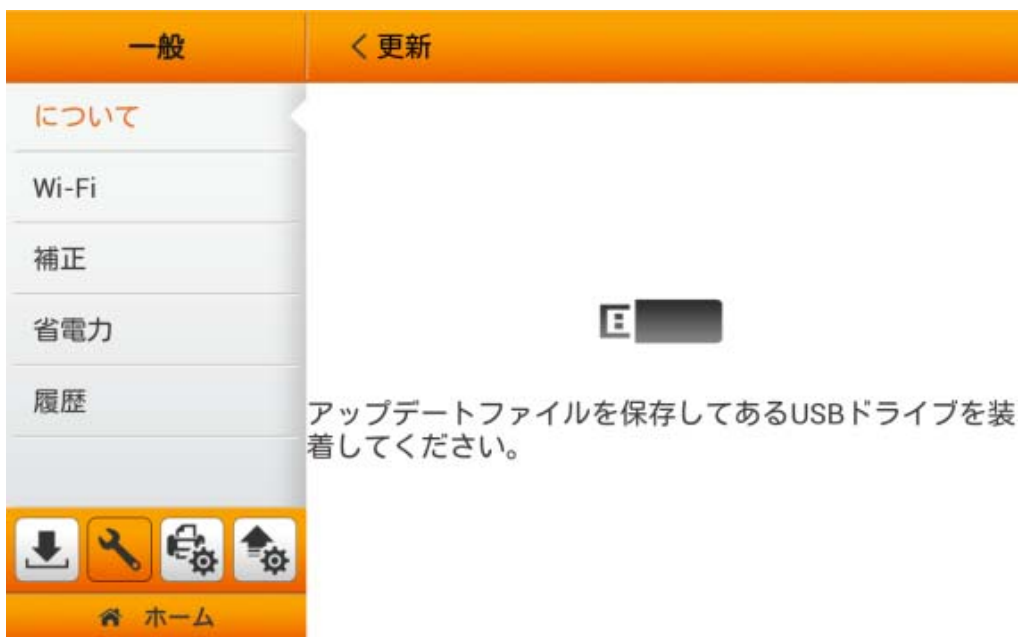 一般
更新
について
Wi-Fi
補正
省電力
履歴
アップデートファイルを保存してあるUSBドライブを装
着してください。
ホーム